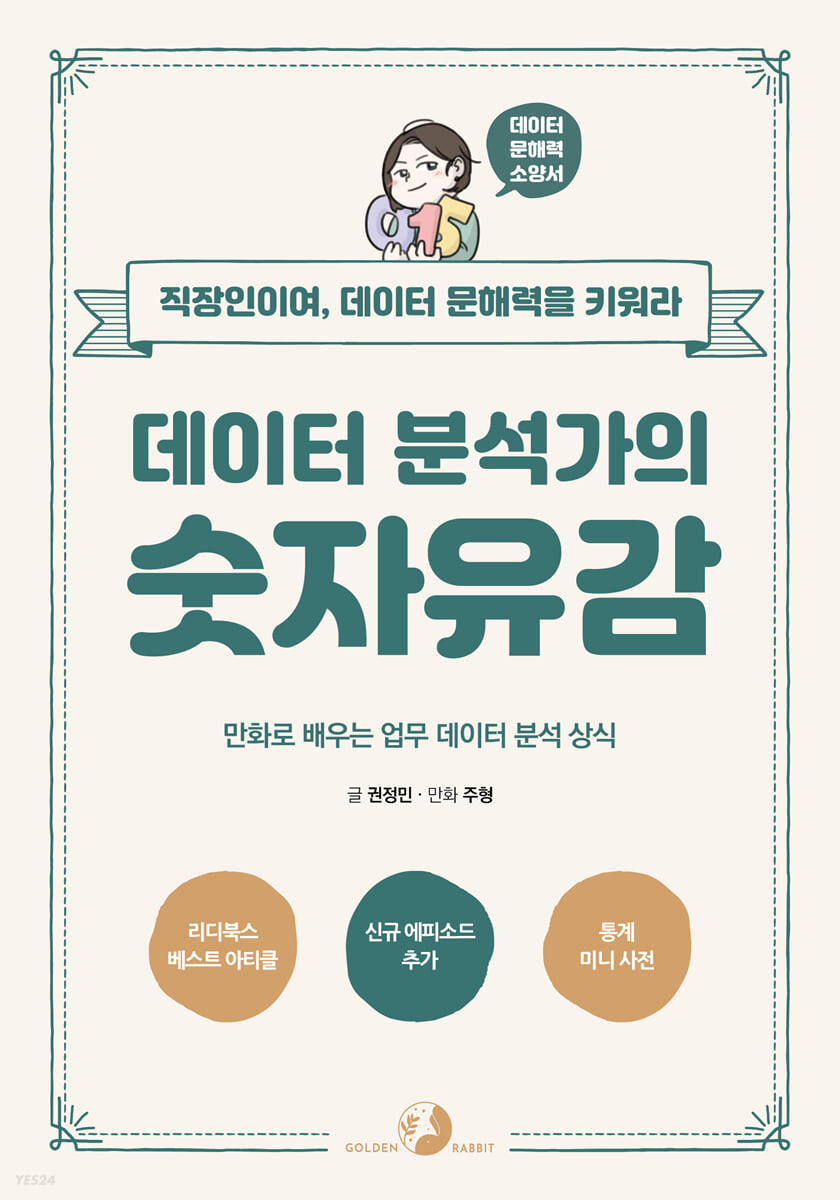 데이터
문해력
소양서
015
직장인이여, 데이터 문해력을 키워라
데이터 분석가의
숫자유감
만화로 배우는 업무 데이터 분석 상식
글 권정민 · 만화 주형
리디북스
베스트 아티클
신규 에피소드
추가
통계
미니 사전
GOLDEN RABBIT
YES24